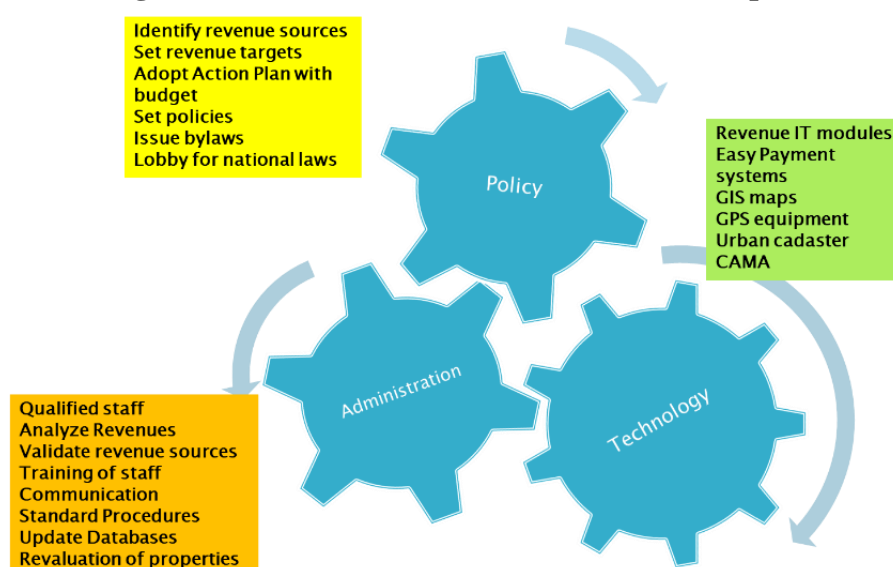 Identify revenue sources
Set revenue targets
Adopt Action Plan with
budget
Set policies
Issue bylaws
Lobby for national laws
Policy
Revenue IT modules
Easy Payment
systems
GIS maps
GPS equipment
Urban cadaster
CAMA
Administration
Technology
Qualified staff
Analyze Revenues
Validate revenue sources
Training of staff
Communication
Standard Procedures
Update Databases
Revaluation of properties